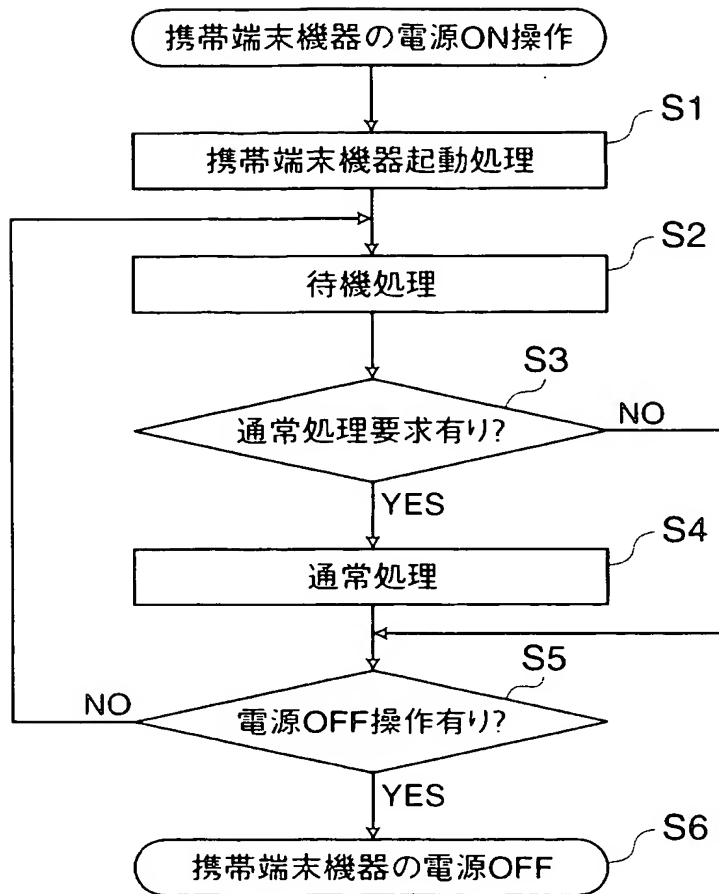 携帯端末機器の電源ON操作
S1
携帯端末機器起動処理
S2
待機処理
S3
通常処理要求有り?
NO
YES
S4
通常処理
S5
電源OFF操作有り?
NO
YES
S6
携帯端末機器の電源OFF